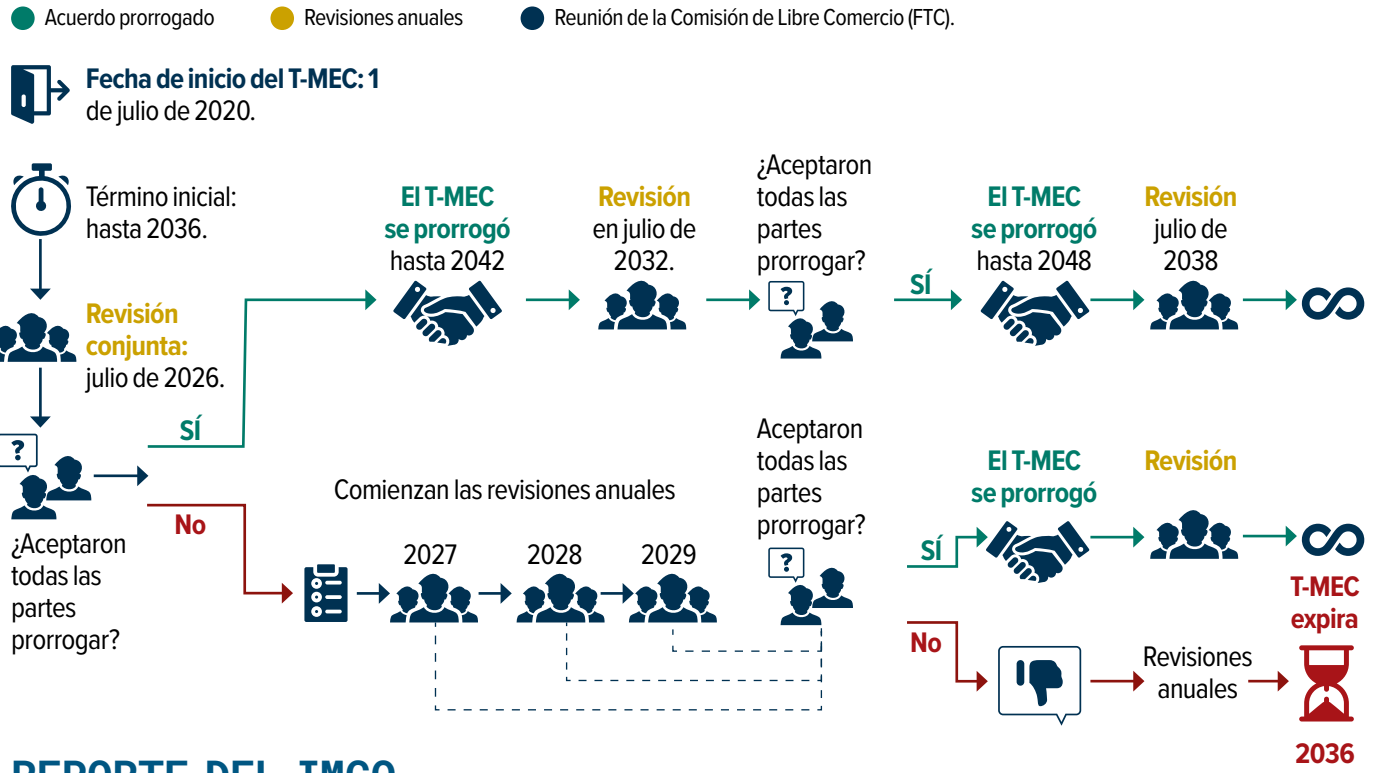 Acuerdo prorrogado
Revisiones anuales
Reunión de la Comisión de Libre Comercio (FTC).
Fecha de inicio del T-MEC: 1
de julio de 2020.
Término inicial:
hasta 2036.
Revisión
conjunta:
julio de 2026.
?
¿Aceptaron
todas las
partes
prorrogar?
SÍ
El T-MEC
se prorrogó
hasta 2042
Revisión
en julio de
2032.
¿Aceptaron
todas las
partes
prorrogar?
?
SÍ
El T-MEC
se prorrogó
hasta 2048
Revisión
julio de
2038
No
Comienzan las revisiones anuales
2027
2028
2029
Aceptaron
todas las
partes
prorrogar?
?
SÍ
El T-MEC
se prorrogó
Revisión
No
Revisiones
anuales
T-MEC
expira
2036
REPORTE DEL IMCO